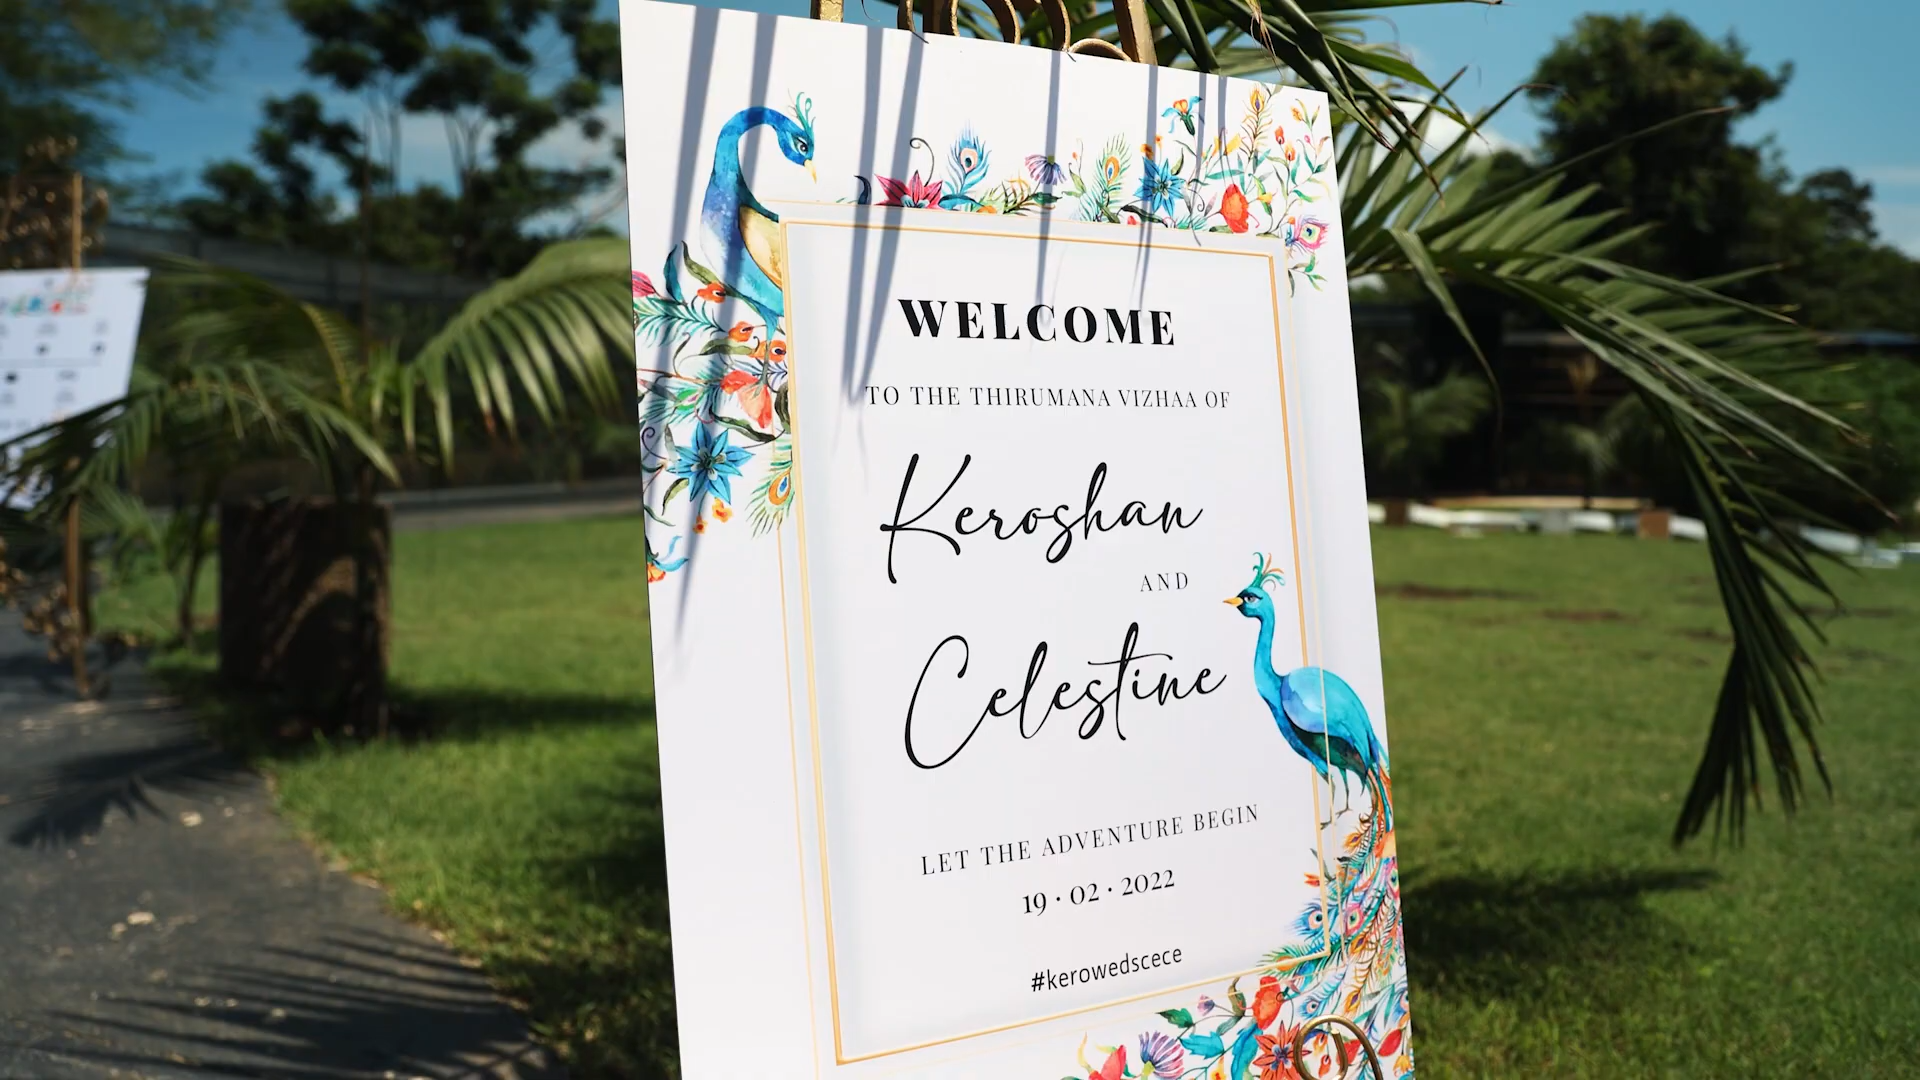 WELCOME
TO THE THIRUMANA VIZHAA OF
Keroshan
AND
Celestine
LET THE ADVENTURE BEGIN
19 · 02 · 2022
#kerowedscece